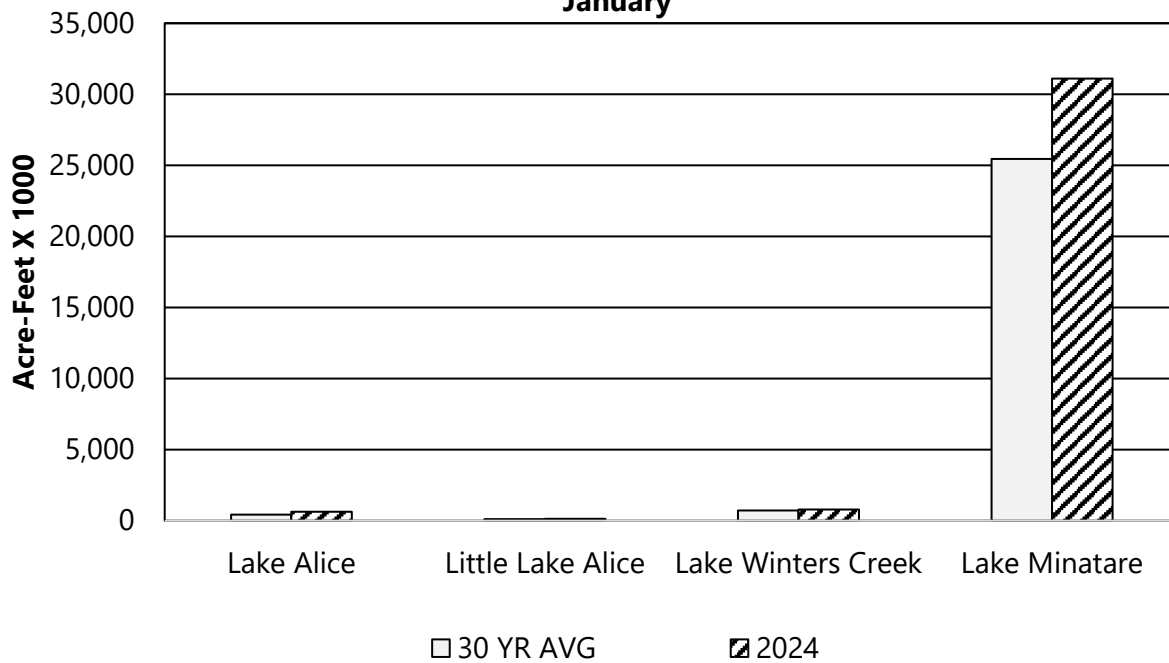 January
35,000
30,000
25,000
20,000
15,000
10,000
5,000
0
Acre-Feet X 1000
Lake Alice
Little Lake Alice
Lake Winters Creek
Lake Minatare
30 YR AVG
2024